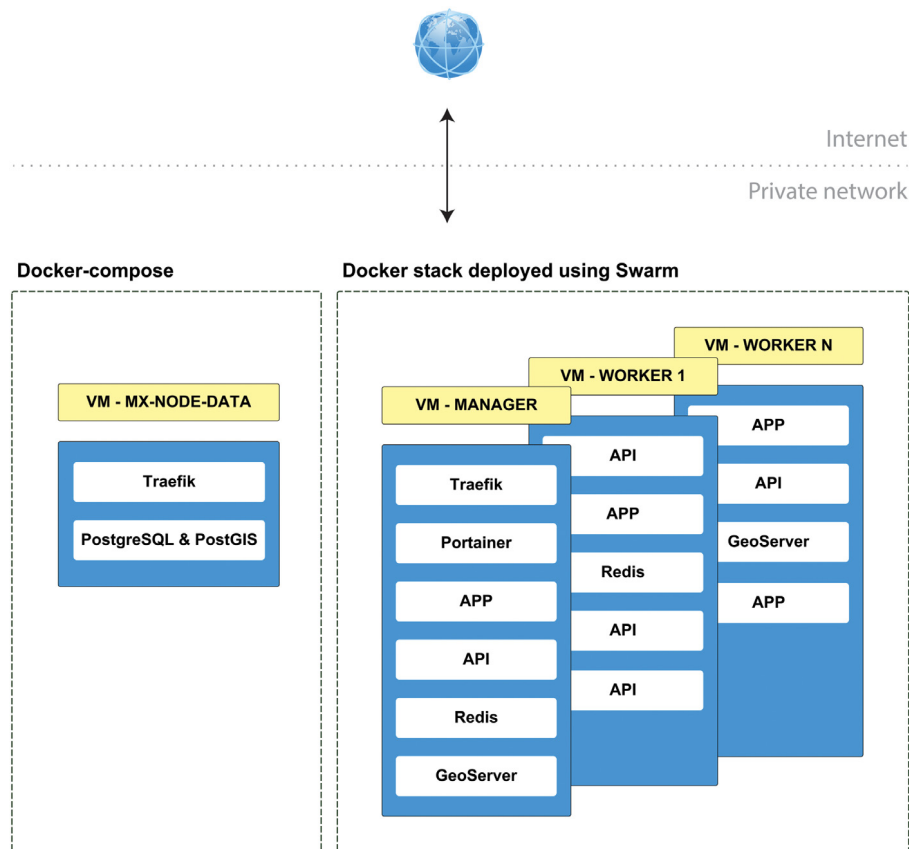 Internet
Private network
Docker-compose
Docker stack deployed using Swarm
VM - MX-NODE-DATA
Traefik
PostgreSQL & PostGIS
VM - MANAGER
Traefik
Portainer
APP
API
Redis
GeoServer
VM - WORKER 1
API
APP
Redis
API
API
VM - WORKER N
APP
API
GeoServer
APP